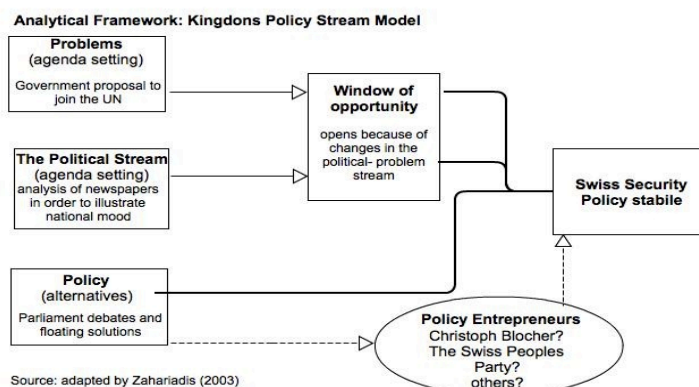 Analytical Framework: Kingdons Policy Stream Model
Problems
(agenda setting)
Government proposal to
join the UN
The Political Stream
(agenda setting)
analysis of newspapers
in order to illustrate
national mood
Policy
(alternatives)
Parliament debates and
floating solutions
Window of
opportunity
opens because of
changes in the
political- problem
stream
Swiss Security
Policy stabile
Policy Entrepreneurs
Christoph Blocher?
The Swiss Peoples
Party?
others?
Source: adapted by Zahariadis (2003)